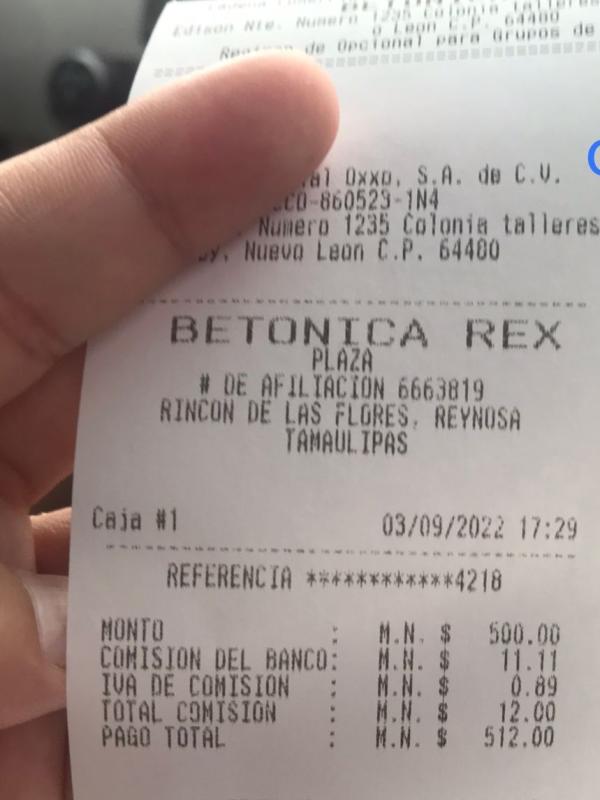 Edison Nte. Numero 1235 Colonia talleres
o Leon C.P. 64480
de Opcional para Grupos de
Oxxo, S.A. de C.V.
-860523-1N4
Numero 1235 Colonia talleres
Nuevo Leon C.P. 64480
BETONICA REX
PLAZA
# DE AFILIACION 6663819
RINCON DE LAS FLORES, REYNOSA
TAMAULIPAS
Caja #1 03/09/2022 17:29
REFERENCIA ************4218
MONTO : M.N. $ 500.00
COMISION DEL BANCO: M.N. $ 11.11
IVA DE COMISION : M.N. $ 0.89
TOTAL COMISION : M.N. $ 12.00
PAGO TOTAL : M.N. $ 512.00